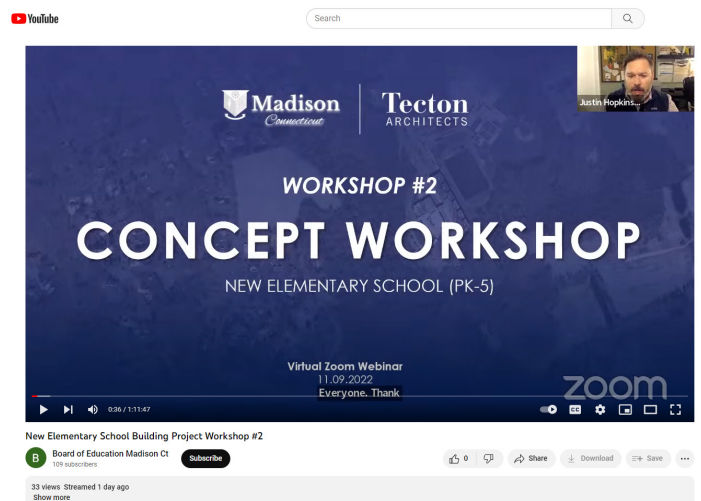 YouTube
Search
Madison
Connecticut
Tecton
ARCHITECTS
Justin Hopkins...
WORKSHOP #2
CONCEPT WORKSHOP
NEW ELEMENTARY SCHOOL (PK-5)
Virtual Zoom Webinar
11.09.2022
Everyone. Thank
zoom
0:36 / 1:11:47
CC
New Elementary School Building Project Workshop #2
B
Board of Education Madison Ct
109 subscribers
Subscribe
0
Share
Download
Save
33 views Streamed 1 day ago
Show more